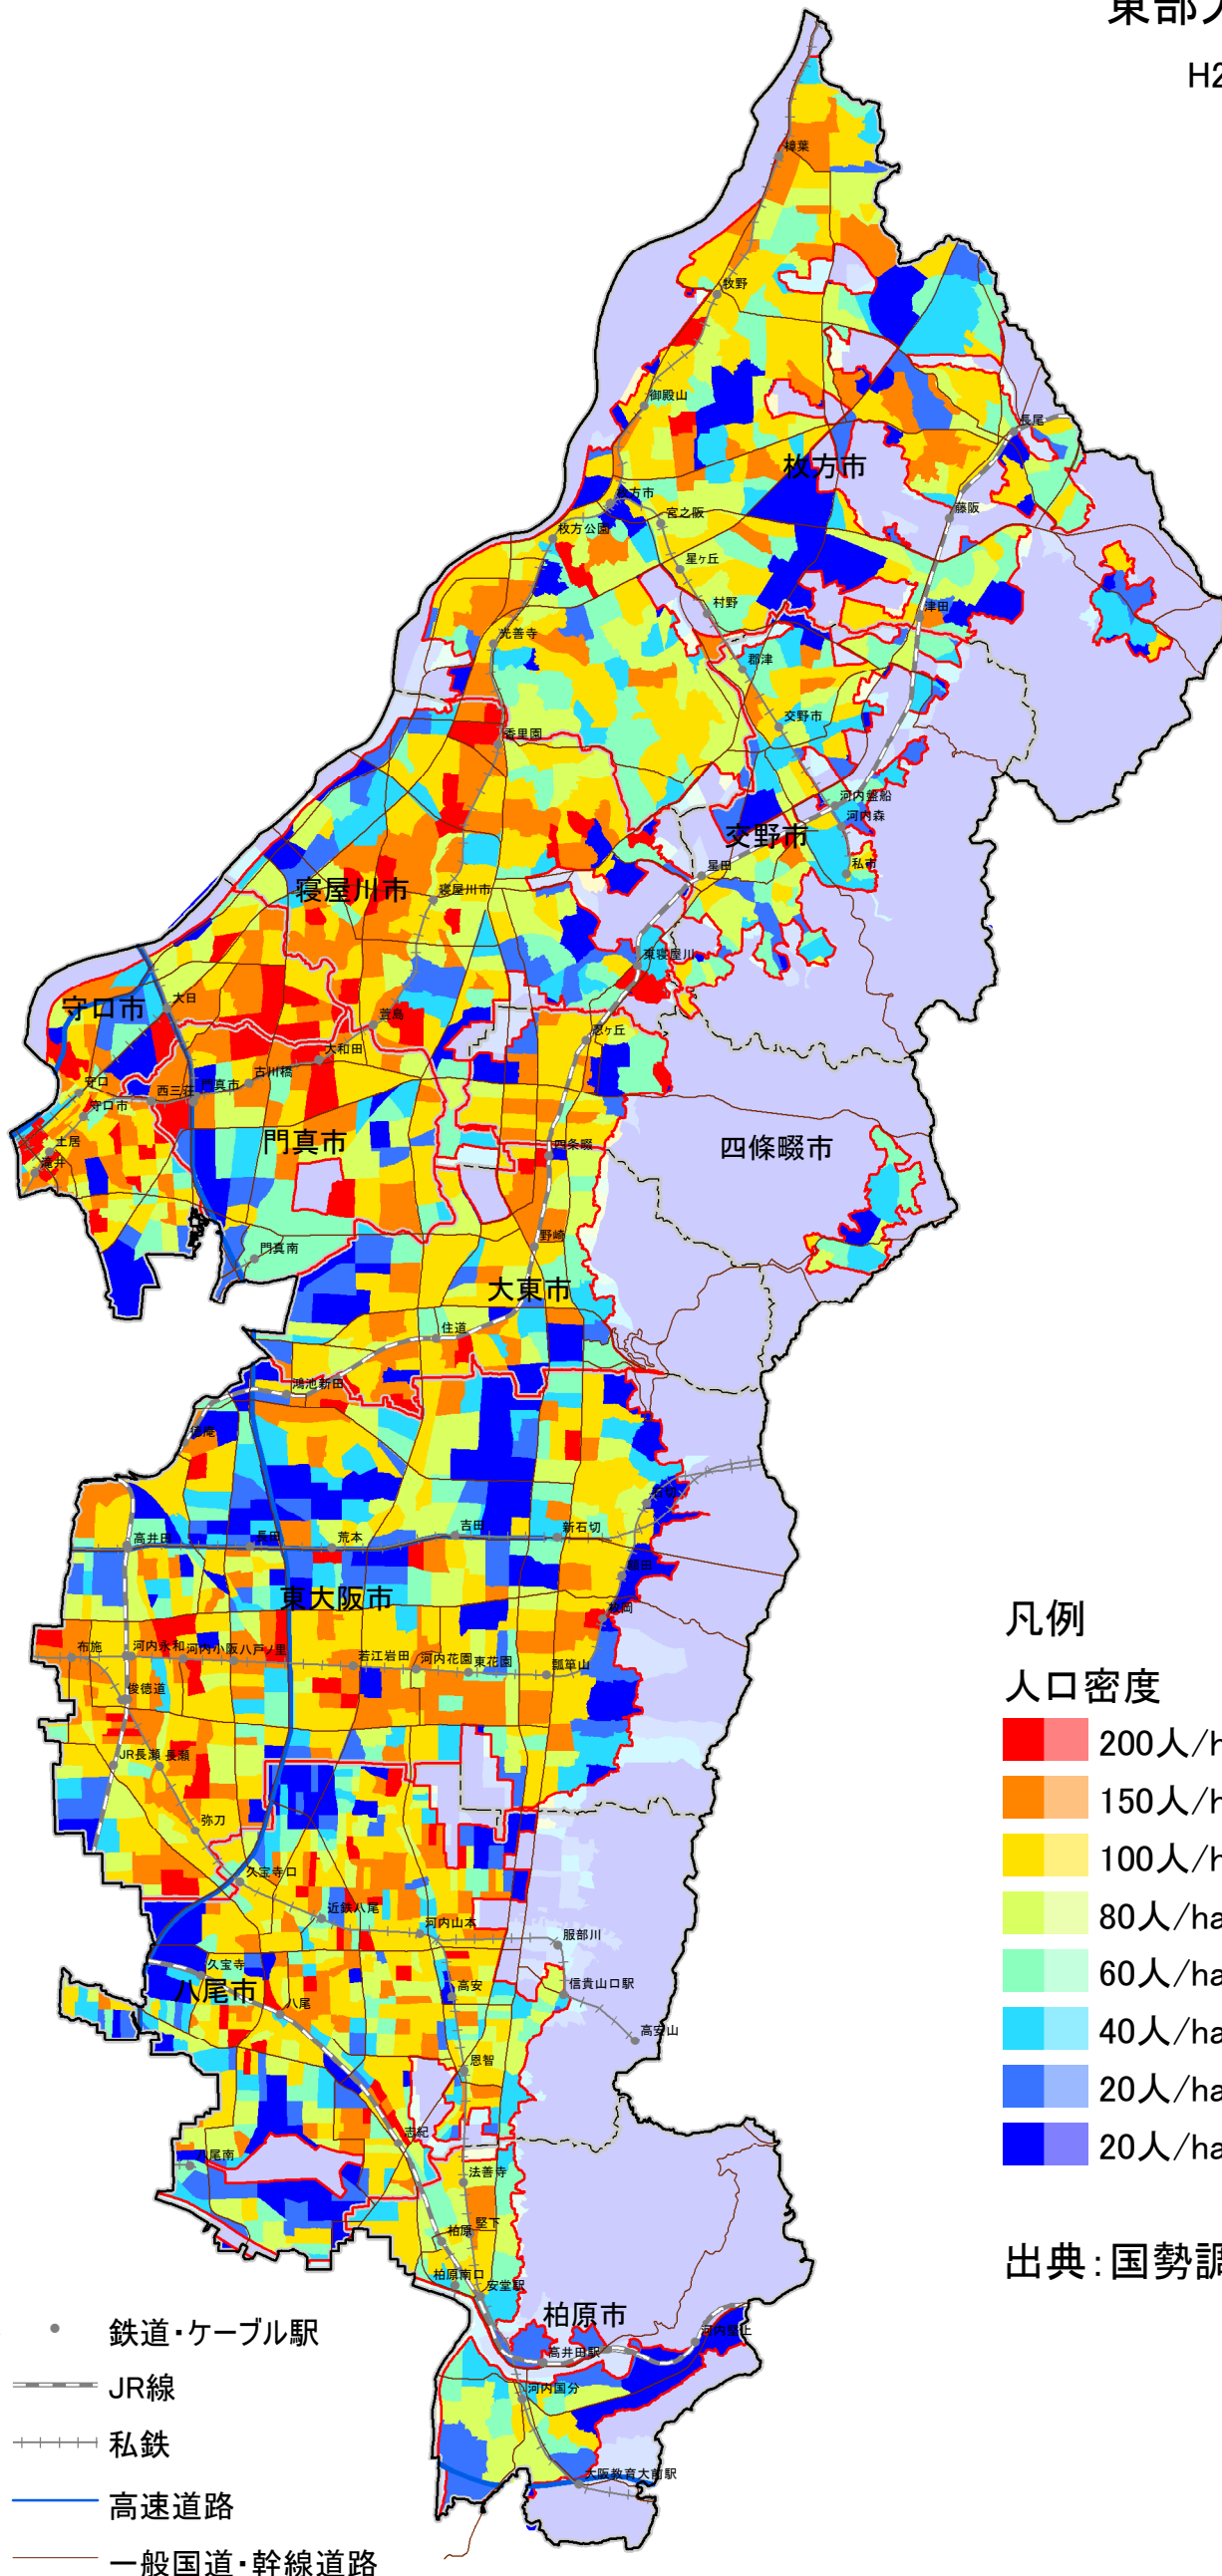 東部
H2
樟葉
牧野
御殿山
長尾
枚方市
枚方市
藤阪
宮之阪
枚方公園
星ヶ丘
村野
津田
光善寺
郡津
交野市
香里園
河内磐船
河内森
交野市
私市
星田
寝屋川市
寝屋川市
東寝屋川
守口市
大日
萱島
忍ヶ丘
大和田
古川橋
門真市
西三荘
守口
守口市
土居
滝井
門真市
四条畷
四條畷市
野崎
門真南
大東市
住道
鴻池新田
徳庵
石切
高井田
長田
荒本
吉田
新石切
額田
東大阪市
枚岡
布施
河内永和
河内小阪
八戸ノ里
若江岩田
河内花園
東花園
瓢箪山
俊徳道
JR長瀬
長瀬
弥刀
久宝寺口
近鉄八尾
河内山本
服部川
久宝寺
八尾市
八尾
高安
信貴山口駅
高安山
恩智
志紀
八尾南
法善寺
柏原
堅下
柏原南口
安堂駅
柏原市
高井田駅
河内堅上
河内国分
大阪教育大前駅
凡例
人口密度
200人/h
150人/h
100人/h
80人/ha
60人/ha
40人/ha
20人/ha
20人/ha
出典:国勢調
鉄道・ケーブル駅
JR線
私鉄
高速道路
一般国道・幹線道路